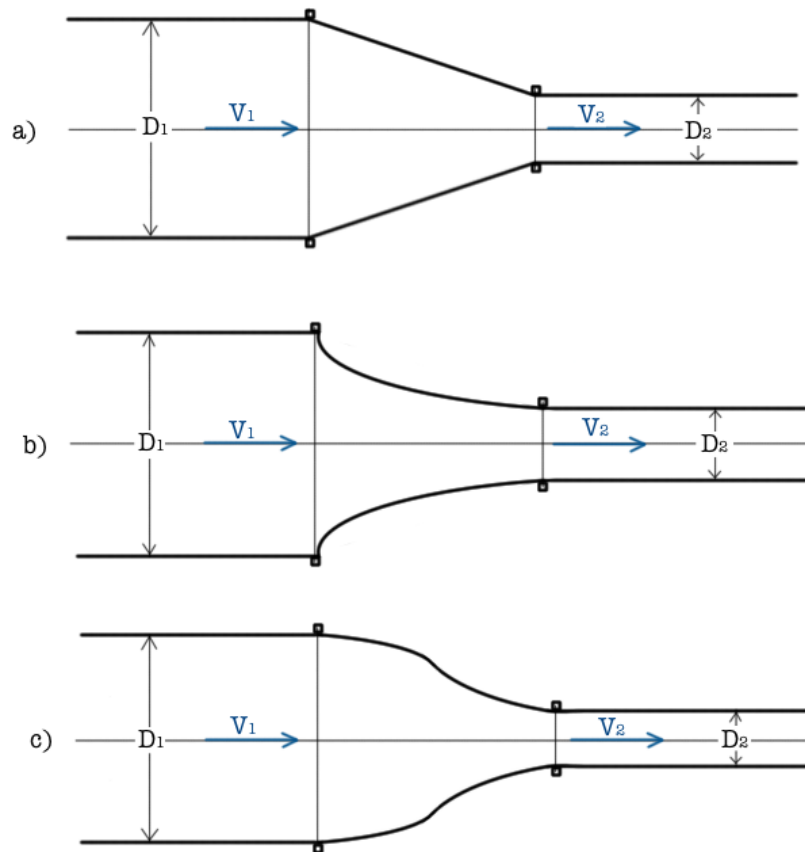 a) D₁ V₁ V₂ D₂
b) D₁ V₁ V₂ D₂
c) D₁ V₁ V₂ D₂